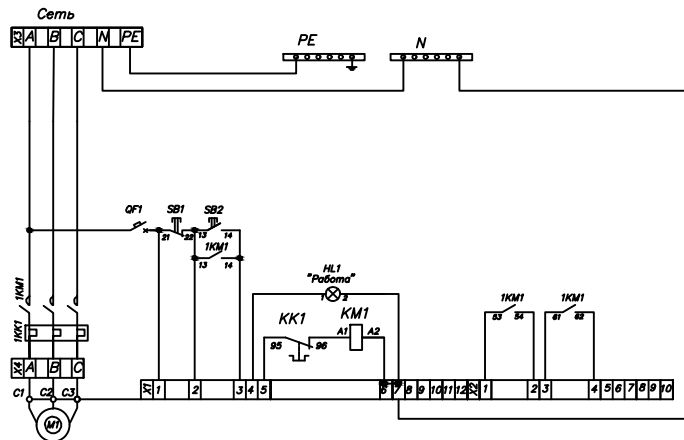 Сеть
X3 A B C N PE
PE
N
QF1 SB1 SB2
21 22 13 14
1KM1
13 14
HL1
"Работа"
1 2
KK1 KM1
95 96 A1 A2
1KM1 1KM1
53 54 61 62
1KM1
1KK1
X4 A B C
X1 1 2 3 4 5 6 7 8 9 10 11 12 X2 1 2 3 4 5 6 7 8 9 10
C1 C2 C3
M1